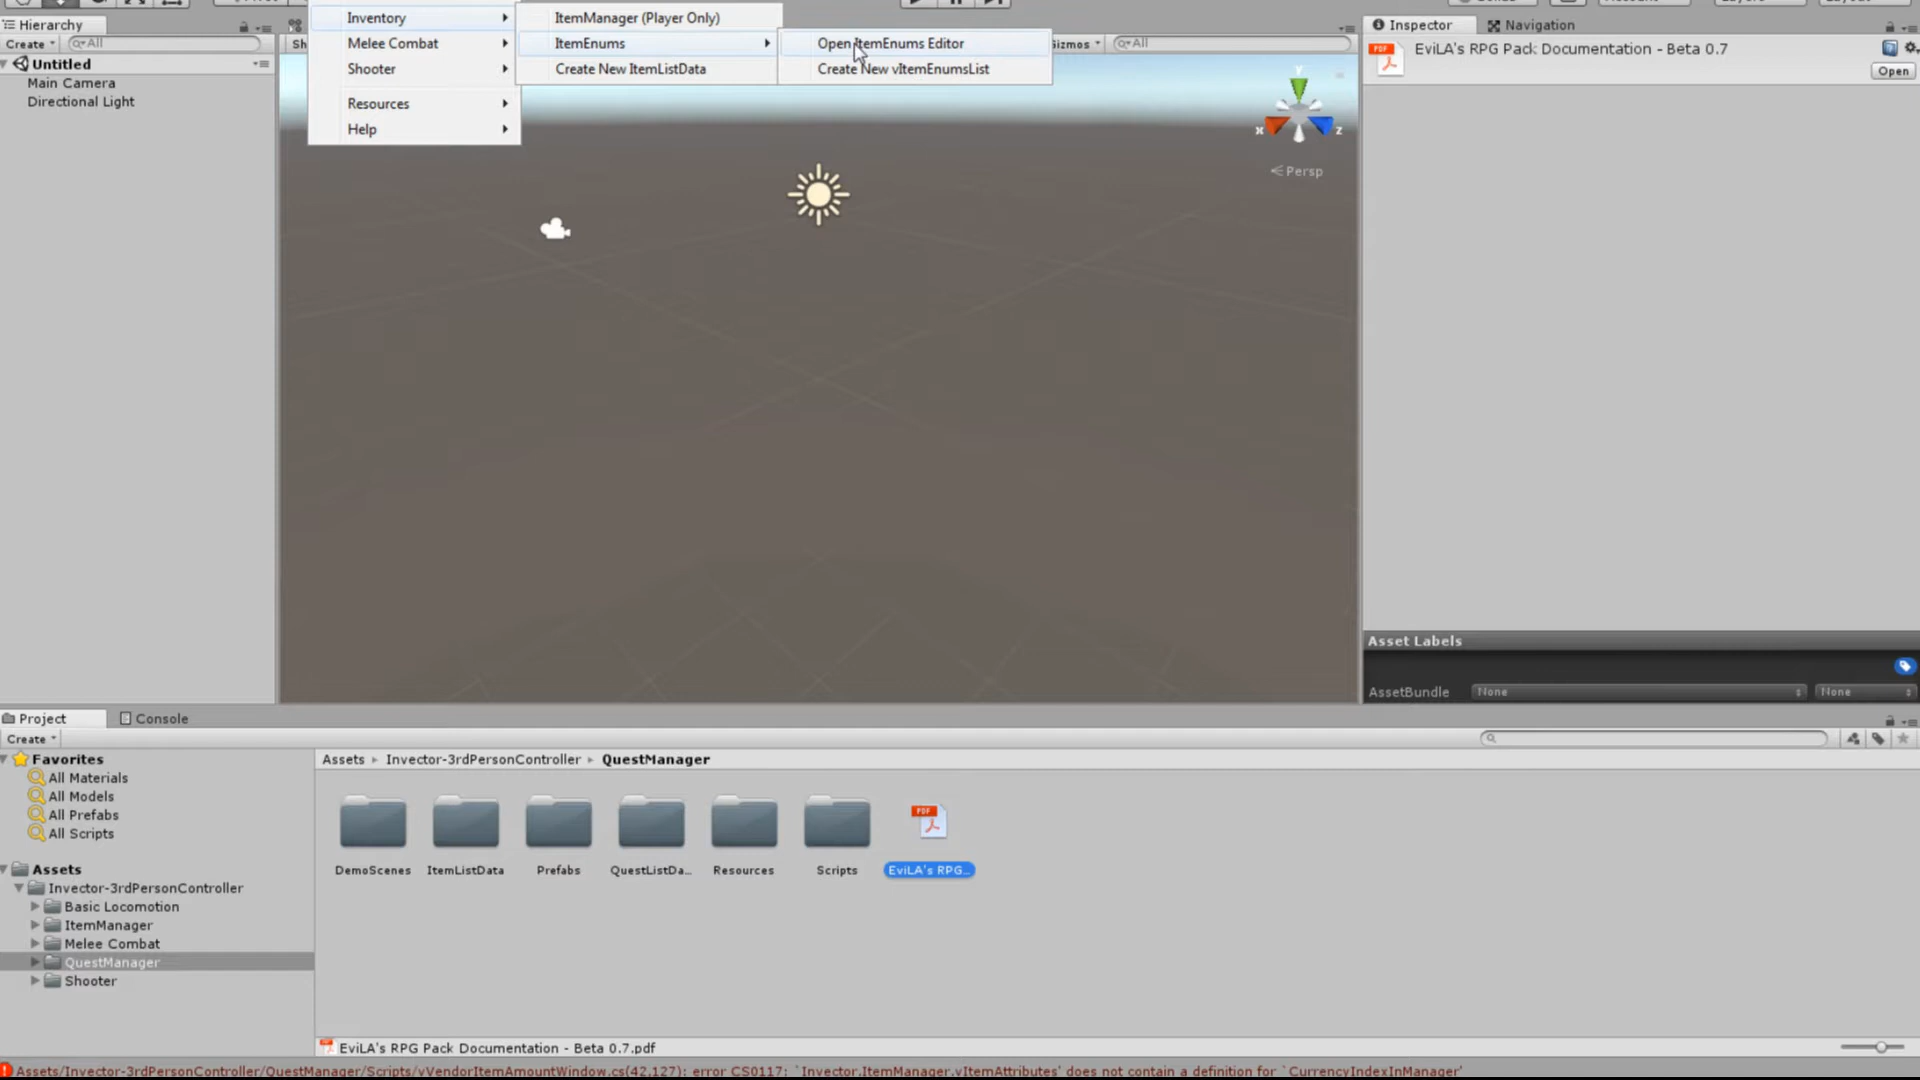 Hierarchy
Create
All
Untitled
Main Camera
Directional Light
Inventory
Melee Combat
Shooter
Resources
Help
ItemManager (Player Only)
ItemEnums
Create New ItemListData
Open ItemEnums Editor
Create New vItemEnumsList
Sh
Gizmos
All
Persp
Inspector
Navigation
EviLA's RPG Pack: Documentation - Beta 0.7
Open
Asset Labels
AssetBundle
None
None
Project
Console
Create
Favorites
All Materials
All Models
All Prefabs
All Scripts
Assets
Invector-3rdPersonController
Basic Locomotion
ItemManager
Melee Combat
QuestManager
Shooter
Assets
Invector-3rdPersonController
QuestManager
DemoScenes
ItemListData
Prefabs
QuestListDa...
Resources
Scripts
PDF
EviLA's RPG...
EviLA's RPG Pack Documentation - Beta 0.7.pdf
Assets/Invector-3rdPersonController/QuestManager/Scripts/vVendorItemAmountWindow.cs(42,127): error CS0117: `Invector.ItemManager.vItemAttributes' does not contain a definition for `CurrencyIndexInManager'